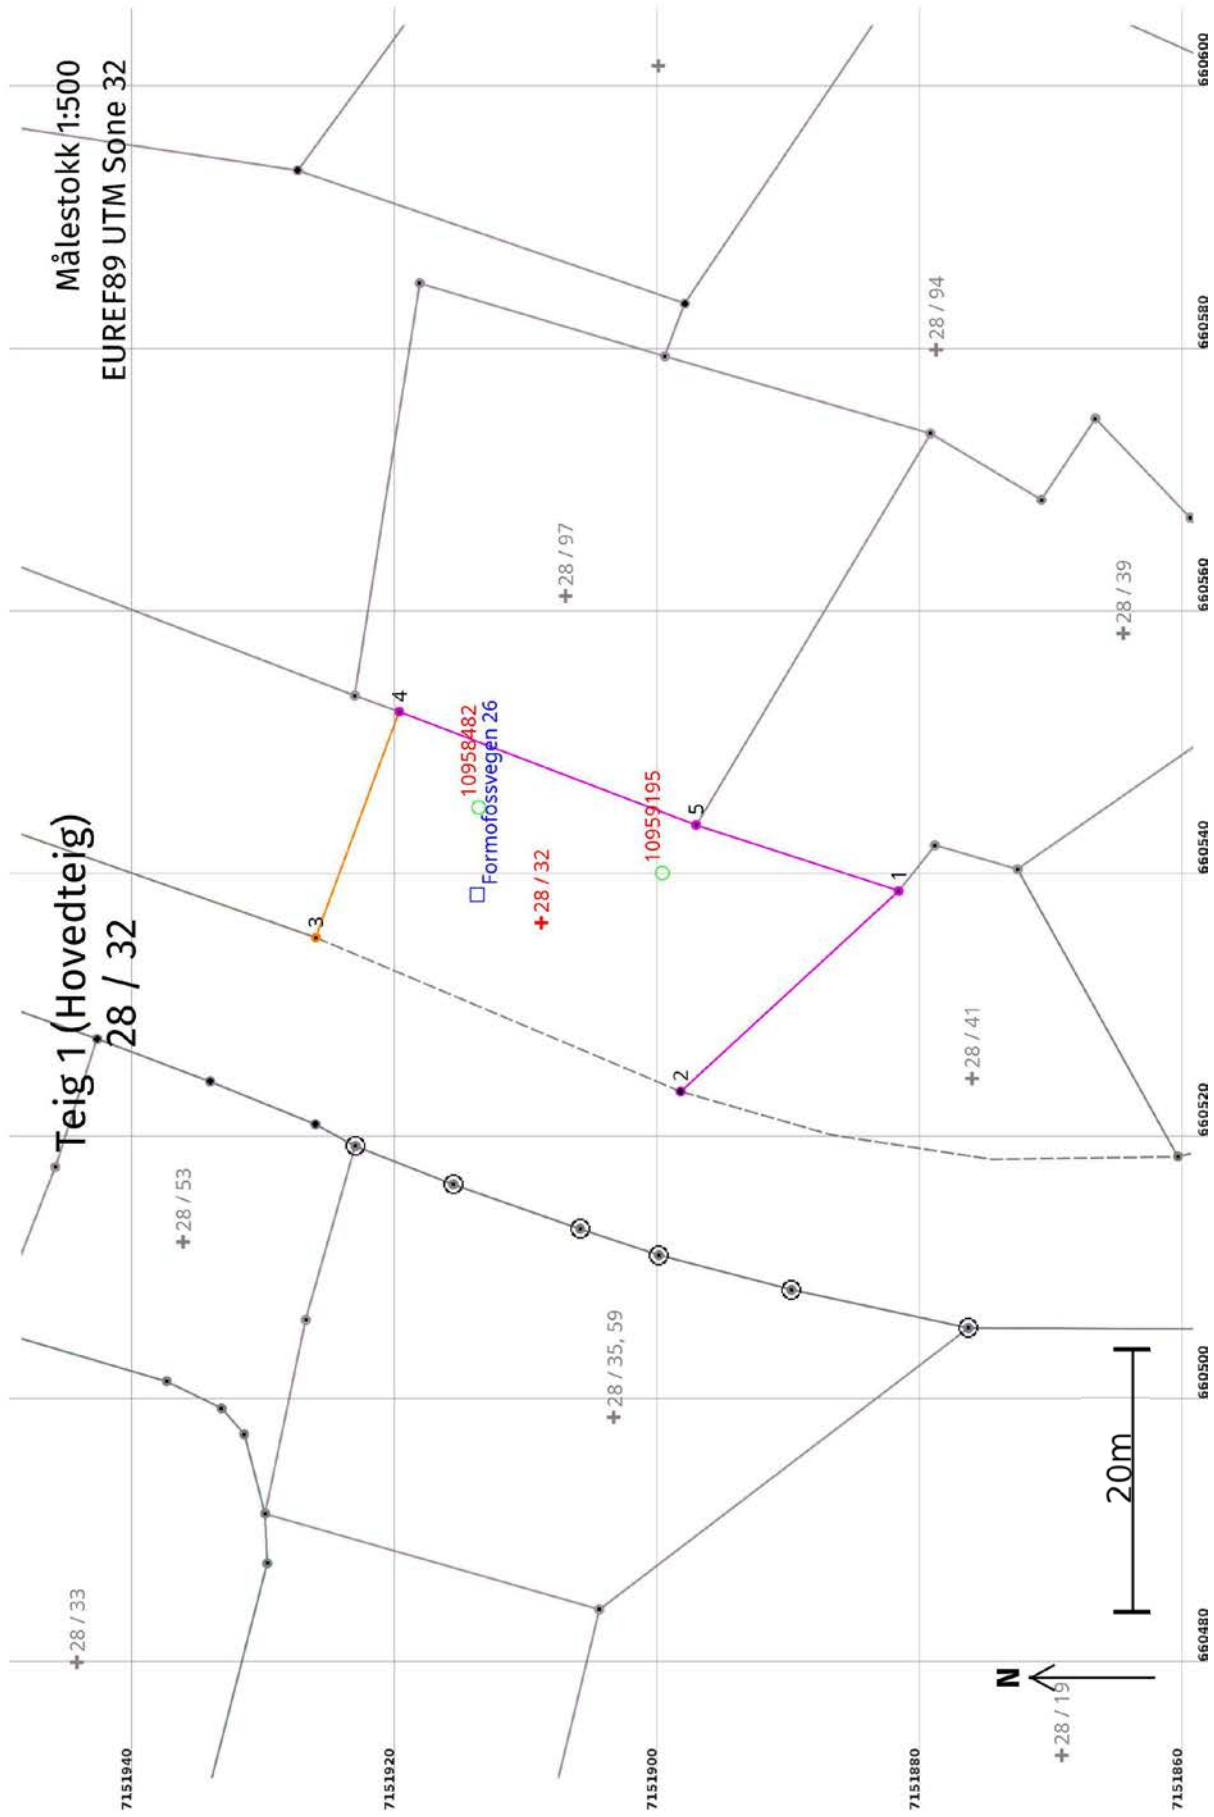 Teig 1 (Hovedteig)
28 / 32
Målestokk 1:500
EUREF89 UTM Sone 32
28 / 33
28 / 53
28 / 35, 59
28 / 19
28 / 41
28 / 39
28 / 94
28 / 97
3
4
10958482
Formofossvegen 26
28 / 32
10959195
5
1
2
20m
N
7151940
7151920
7151900
7151880
7151860
660480
660500
660520
660540
660560
660580
660600